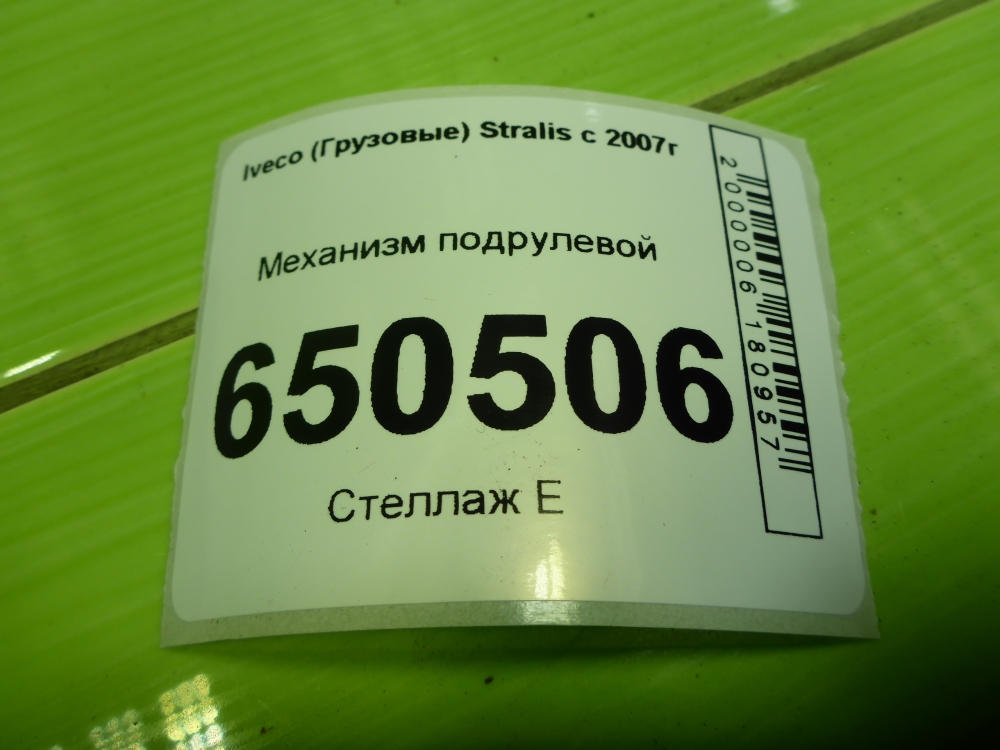 Iveco (Грузовые) Stralis с 2007г
Механизм подрулевой
650506
Стеллаж Е
2000006180957